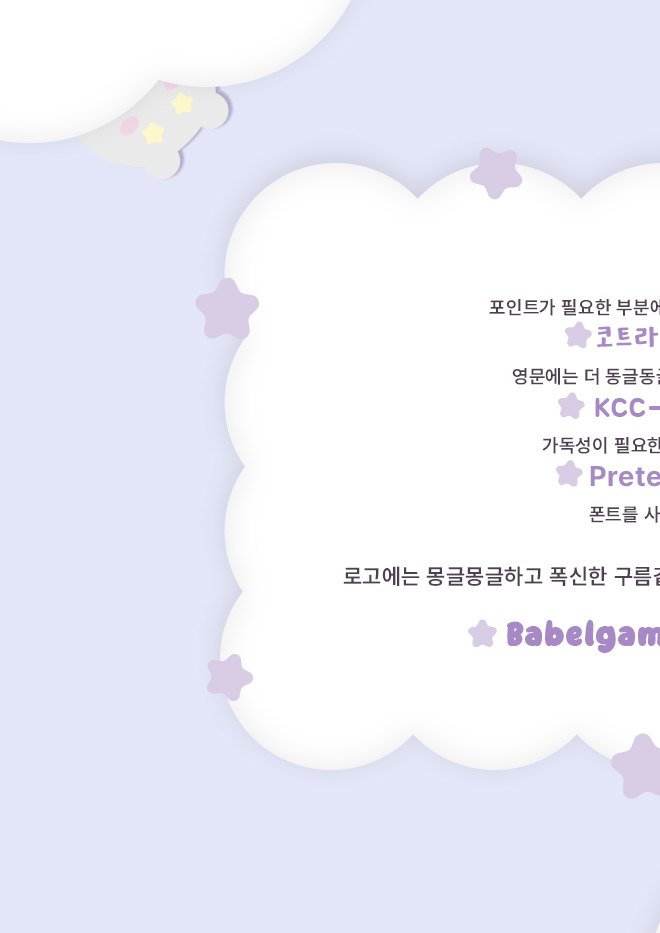 포인트가 필요한 부분에
코트라
영문에는 더 동글동글
KCC-
가독성이 필요한
Prete
폰트를 사
로고에는 몽글몽글하고 폭신한 구름같
Babelgam